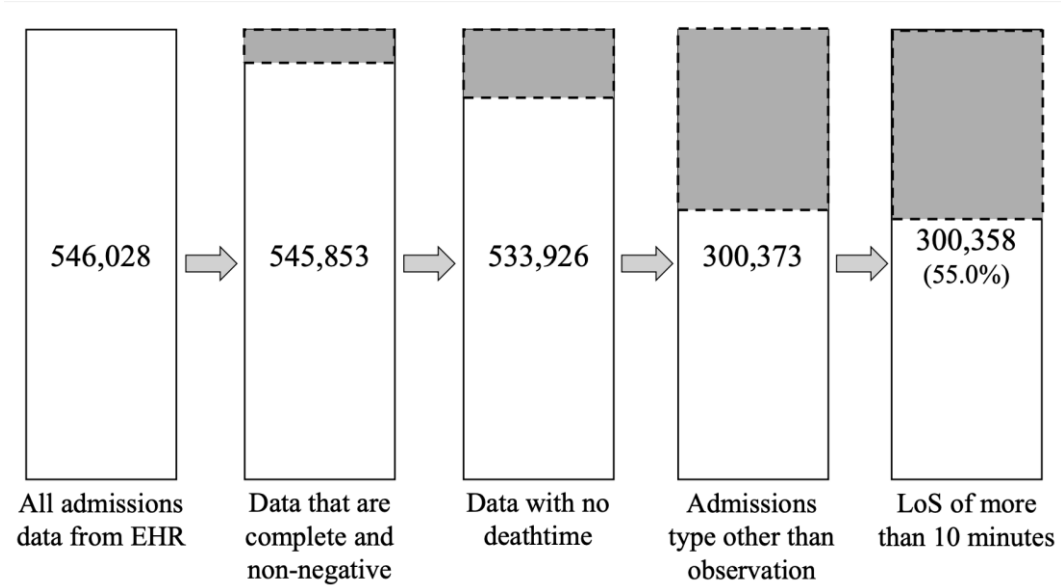 546,028
545,853
533,926
300,373
300,358
(55.0%)
All admissions
data from EHR
Data that are
complete and
non-negative
Data with no
deathtime
Admissions
type other than
observation
LoS of more
than 10 minutes